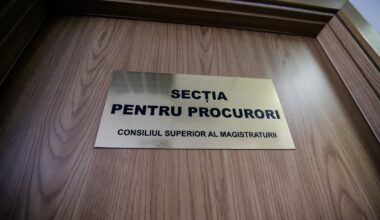 SECȚIA
PENTRU PROCURORI
CONSILIUL SUPERIOR AL MAGISTRATURII